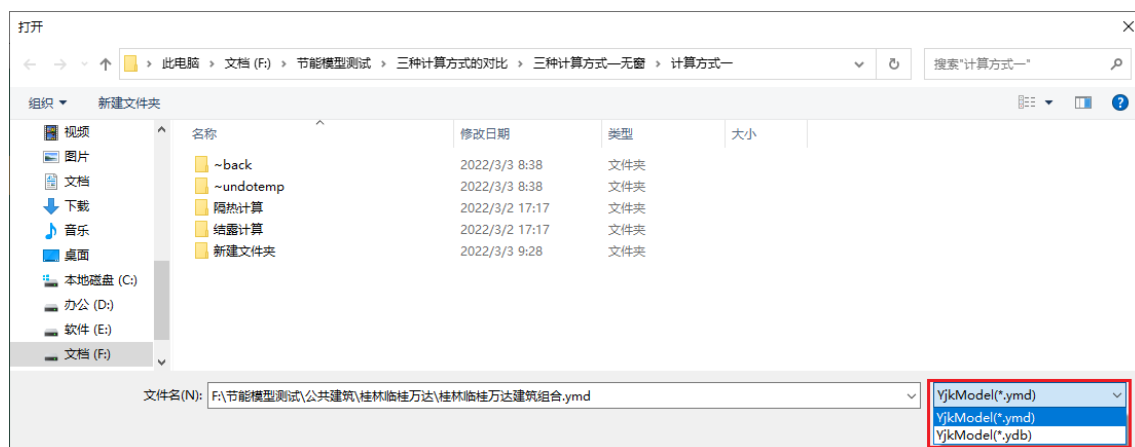 打开
此电脑 › 文档 (F:) › 节能模型测试 › 三种计算方式的对比 › 三种计算方式—无窗 › 计算方式一
搜索"计算方式一"
组织
新建文件夹
视频
图片
文档
下载
音乐
桌面
本地磁盘 (C:)
办公 (D:)
软件 (E:)
文档 (F:)
名称 修改日期 类型 大小
~back 2022/3/3 8:38 文件夹
~undotemp 2022/3/3 8:38 文件夹
隔热计算 2022/3/2 17:17 文件夹
结露计算 2022/3/2 17:17 文件夹
新建文件夹 2022/3/3 9:28 文件夹
文件名(N): F:\节能模型测试\公共建筑\桂林临桂万达\桂林临桂万达建筑组合.ymd
YjkModel(*.ymd)
YjkModel(*.ymd)
YjkModel(*.ydb)